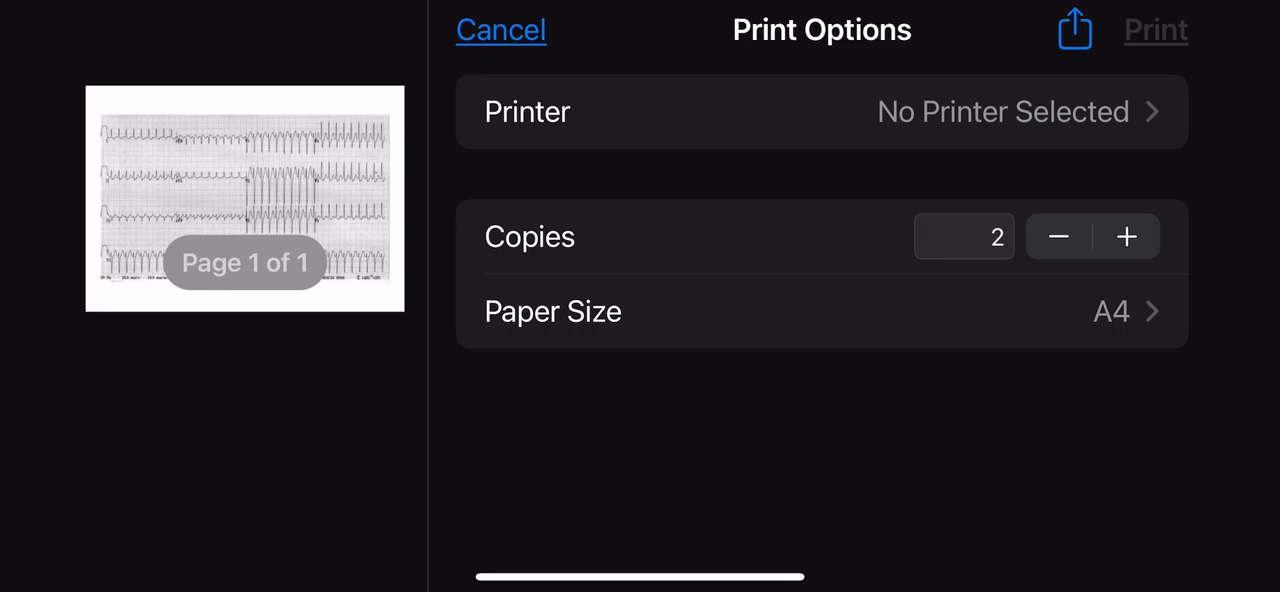 Cancel
Print Options
Print
Printer
No Printer Selected
Copies
2
Paper Size
A4
Page 1 of 1